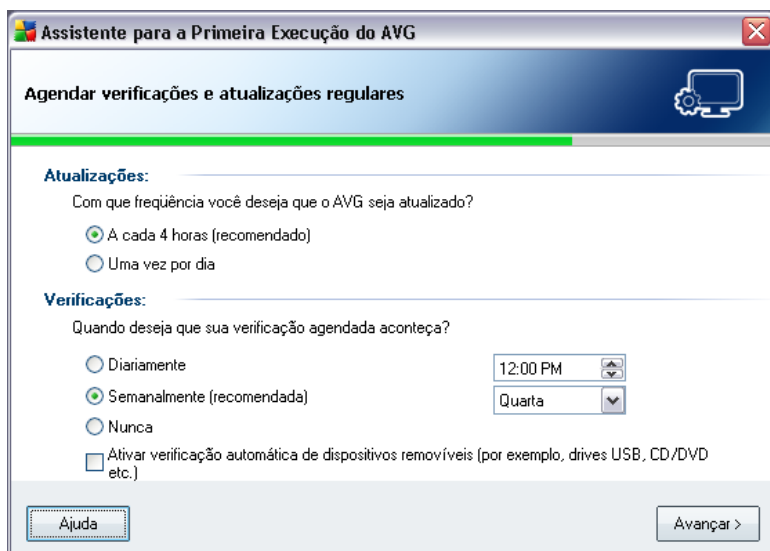 Assistente para a Primeira Execução do AVG
Agendar verificações e atualizações regulares
Atualizações:
Com que freqüência você deseja que o AVG seja atualizado?
A cada 4 horas (recomendado)
Uma vez por dia
Verificações:
Quando deseja que sua verificação agendada aconteça?
Diariamente
12:00 PM
Semanalmente (recomendada)
Quarta
Nunca
Ativar verificação automática de dispositivos removíveis (por exemplo, drives USB, CD/DVD
etc.)
Ajuda
Avançar >